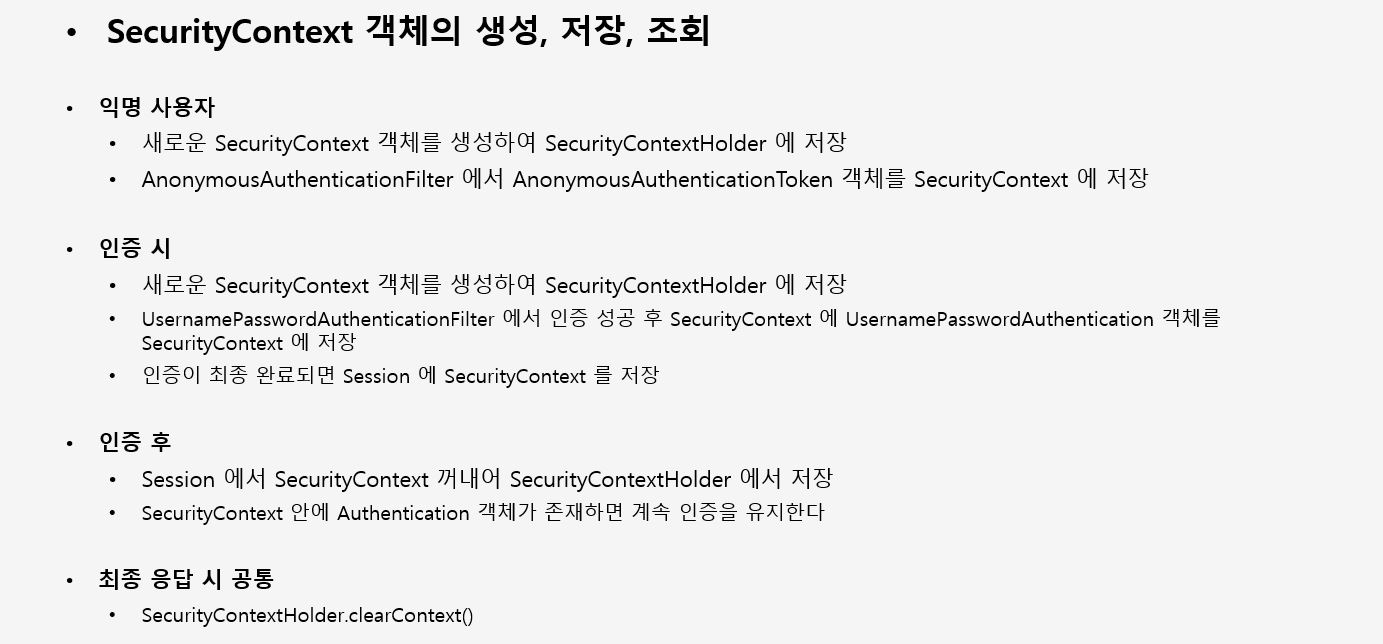 • SecurityContext 객체의 생성, 저장, 조회
• 익명 사용자
• 새로운 SecurityContext 객체를 생성하여 SecurityContextHolder 에 저장
• AnonymousAuthenticationFilter 에서 AnonymousAuthenticationToken 객체를 SecurityContext 에 저장
• 인증 시
• 새로운 SecurityContext 객체를 생성하여 SecurityContextHolder 에 저장
• UsernamePasswordAuthenticationFilter 에서 인증 성공 후 SecurityContext 에 UsernamePasswordAuthentication 객체를
SecurityContext 에 저장
• 인증이 최종 완료되면 Session 에 SecurityContext 를 저장
• 인증 후
• Session 에서 SecurityContext 꺼내어 SecurityContextHolder 에서 저장
• SecurityContext 안에 Authentication 객체가 존재하면 계속 인증을 유지한다
• 최종 응답 시 공통
• SecurityContextHolder.clearContext()